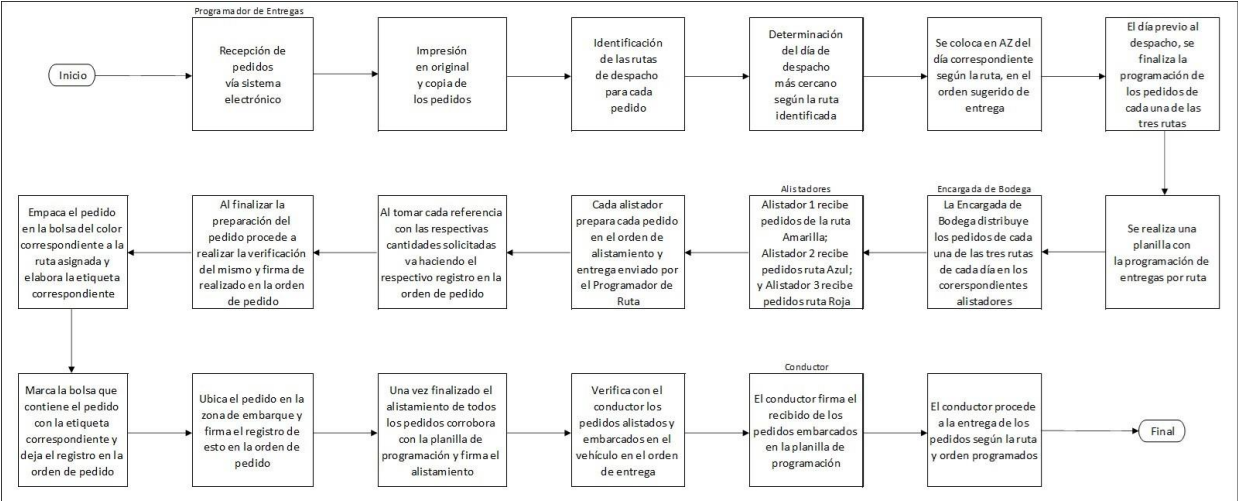 Programador de Entregas
Inicio
Recepción de
pedidos
vía sistema
electrónico
Impresión
en original
y copia de
los pedidos
Identificación
de las rutas
de despacho
para cada
pedido
Determinación
del día de
despacho
más cercano
según la ruta
identificada
Se coloca en AZ del
día correspondiente
según la ruta, en el
orden sugerido de
entrega
El día previo al
despacho, se
finaliza la
programación de
los pedidos de
cada una de las
tres rutas
Se realiza una
planilla con
la programación de
entregas por ruta
Encargada de Bodega
La Encargada de
Bodega distribuye
los pedidos de cada
una de las tres rutas
de cada día en los
corespondientes
alistadores
Alistadores
Alistador 1 recibe
pedidos de la ruta
Amarilla;
Alistador 2 recibe
pedidos ruta Azul;
y Alistador 3 recibe
pedidos ruta Roja
Cada alistador
prepara cada pedido
en el orden de
alistamiento y
entrega enviado por
el Programador de
Ruta
Al tomar cada referencia
con las respectivas
cantidades solicitadas
va haciendo el
respectivo registro en la
orden de pedido
Al finalizar la
preparación del
pedido procede a
realizar la verificación
del mismo y firma de
realizado en la orden
de pedido
Empaca el pedido
en la bolsa del color
correspondiente a la
ruta asignada y
elabora la etiqueta
correspondiente
Marca la bolsa que
contiene el pedido
con la etiqueta
correspondiente y
deja el registro en la
orden de pedido
Ubica el pedido en la
zona de embarque y
firma el registro de
esto en la orden de
pedido
Una vez finalizado el
alistamiento de todos
los pedidos corrobora
con la planilla de
programación y firma el
alistamiento
Verifica con el
conductor los
pedidos alistados y
embarcados en el
vehículo en el orden
de entrega
Conductor
El conductor firma el
recibido de los
pedidos embarcados
en la planilla de
programación
El conductor procede
a la entrega de los
pedidos según la ruta
y orden programados
Final